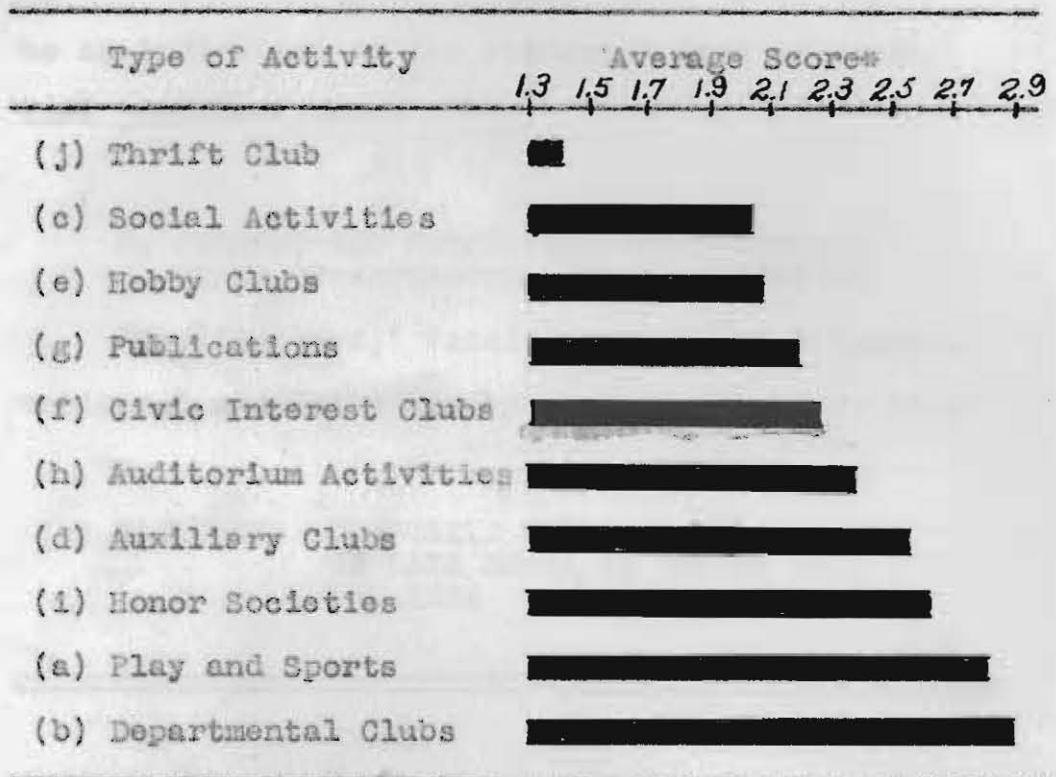 Type of Activity Average Score*
1.3 1.5 1.7 1.9 2.1 2.3 2.5 2.7 2.9
(j) Thrift Club
(c) Social Activities
(e) Hobby Clubs
(g) Publications
(f) Civic Interest Clubs
(h) Auditorium Activities
(d) Auxiliary Clubs
(i) Honor Societies
(a) Play and Sports
(b) Departmental Clubs